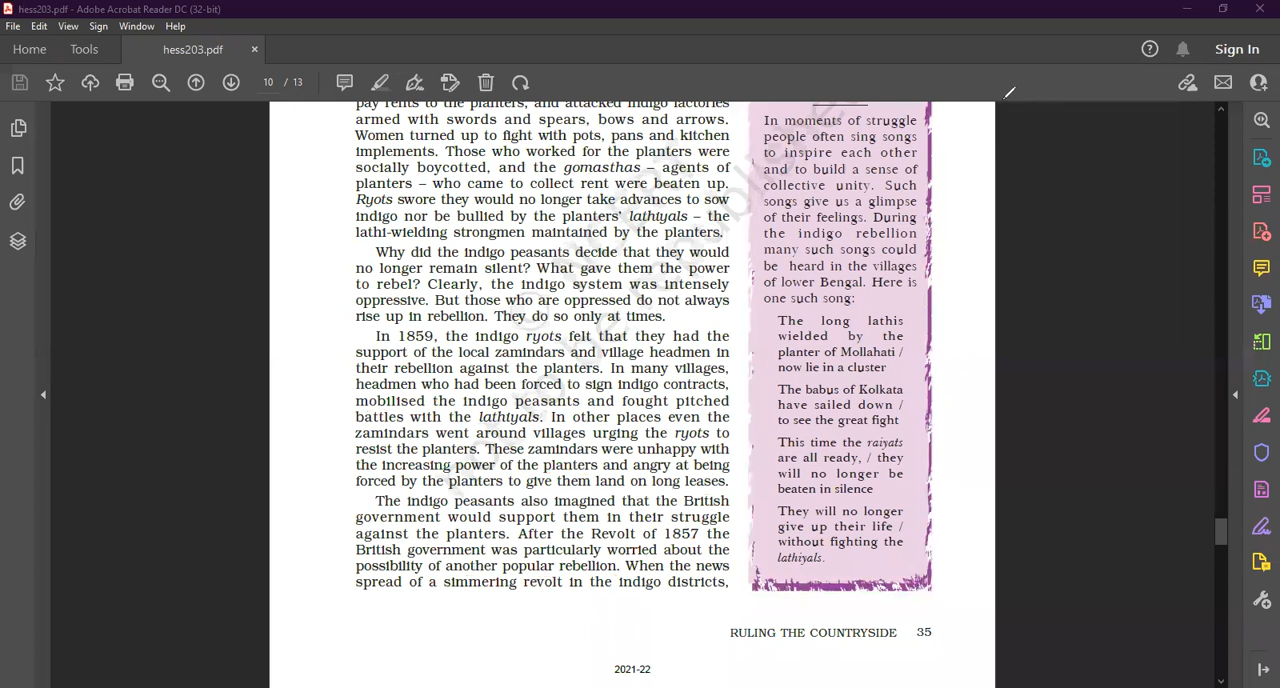 hess203.pdf - Adobe Acrobat Reader DC (32-bit)
File Edit View Sign Window Help
Home Tools hess203.pdf × Sign In
10 / 13
pay rents to the planters, and attacked indigo factories
armed with swords and spears, bows and arrows.
Women turned up to fight with pots, pans and kitchen
implements. Those who worked for the planters were
socially boycotted, and the gomasthas – agents of
planters – who came to collect rent were beaten up.
Ryots swore they would no longer take advances to sow
indigo nor be bullied by the planters' lathiyals – the
lathi-wielding strongmen maintained by the planters.
Why did the indigo peasants decide that they would
no longer remain silent? What gave them the power
to rebel? Clearly, the indigo system was intensely
oppressive. But those who are oppressed do not always
rise up in rebellion. They do so only at times.
In 1859, the indigo ryots felt that they had the
support of the local zamindars and village headmen in
their rebellion against the planters. In many villages,
headmen who had been forced to sign indigo contracts,
mobilised the indigo peasants and fought pitched
battles with the lathiyals. In other places even the
zamindars went around villages urging the ryots to
resist the planters. These zamindars were unhappy with
the increasing power of the planters and angry at being
forced by the planters to give them land on long leases.
The indigo peasants also imagined that the British
government would support them in their struggle
against the planters. After the Revolt of 1857 the
British government was particularly worried about the
possibility of another popular rebellion. When the news
spread of a simmering revolt in the indigo districts,
In moments of struggle
people often sing songs
to inspire each other
and to build a sense of
collective unity. Such
songs give us a glimpse
of their feelings. During
the indigo rebellion
many such songs could
be heard in the villages
of lower Bengal. Here is
one such song:
The long lathis
wielded by the
planter of Mollahati /
now lie in a cluster
The babus of Kolkata
have sailed down /
to see the great fight
This time the raiyats
are all ready, / they
will no longer be
beaten in silence
They will no longer
give up their life /
without fighting the
lathiyals.
RULING THE COUNTRYSIDE 35
2021-22